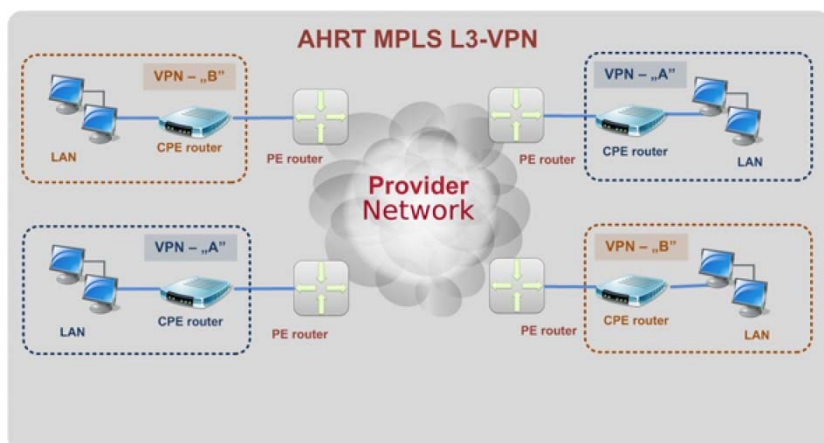 AHRT MPLS L3-VPN
VPN – „B”
LAN
CPE router
PE router
VPN – „A”
PE router
CPE router
LAN
Provider
Network
VPN – „A”
LAN
CPE router
PE router
VPN – „B”
PE router
CPE router
LAN